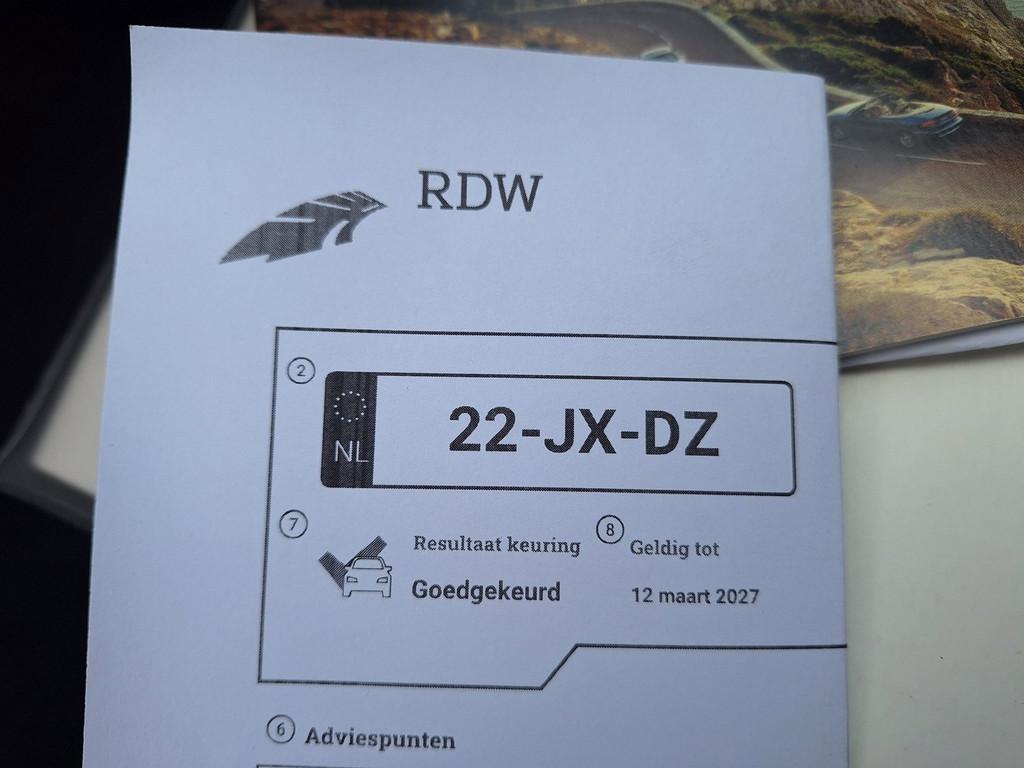 RDW
2
NL
22-JX-DZ
7
Resultaat keuring
Goedgekeurd
8
Geldig tot
12 maart 2027
6 Adviespunten